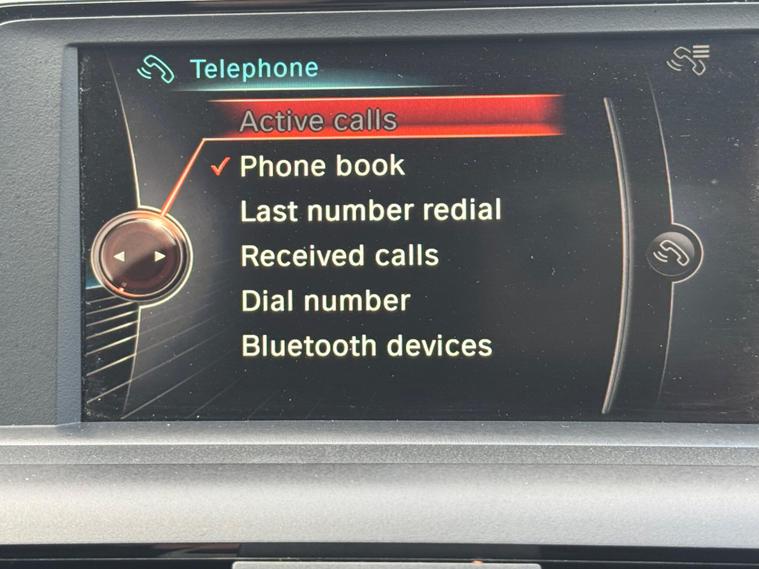 Telephone
Active calls
Phone book
Last number redial
Received calls
Dial number
Bluetooth devices